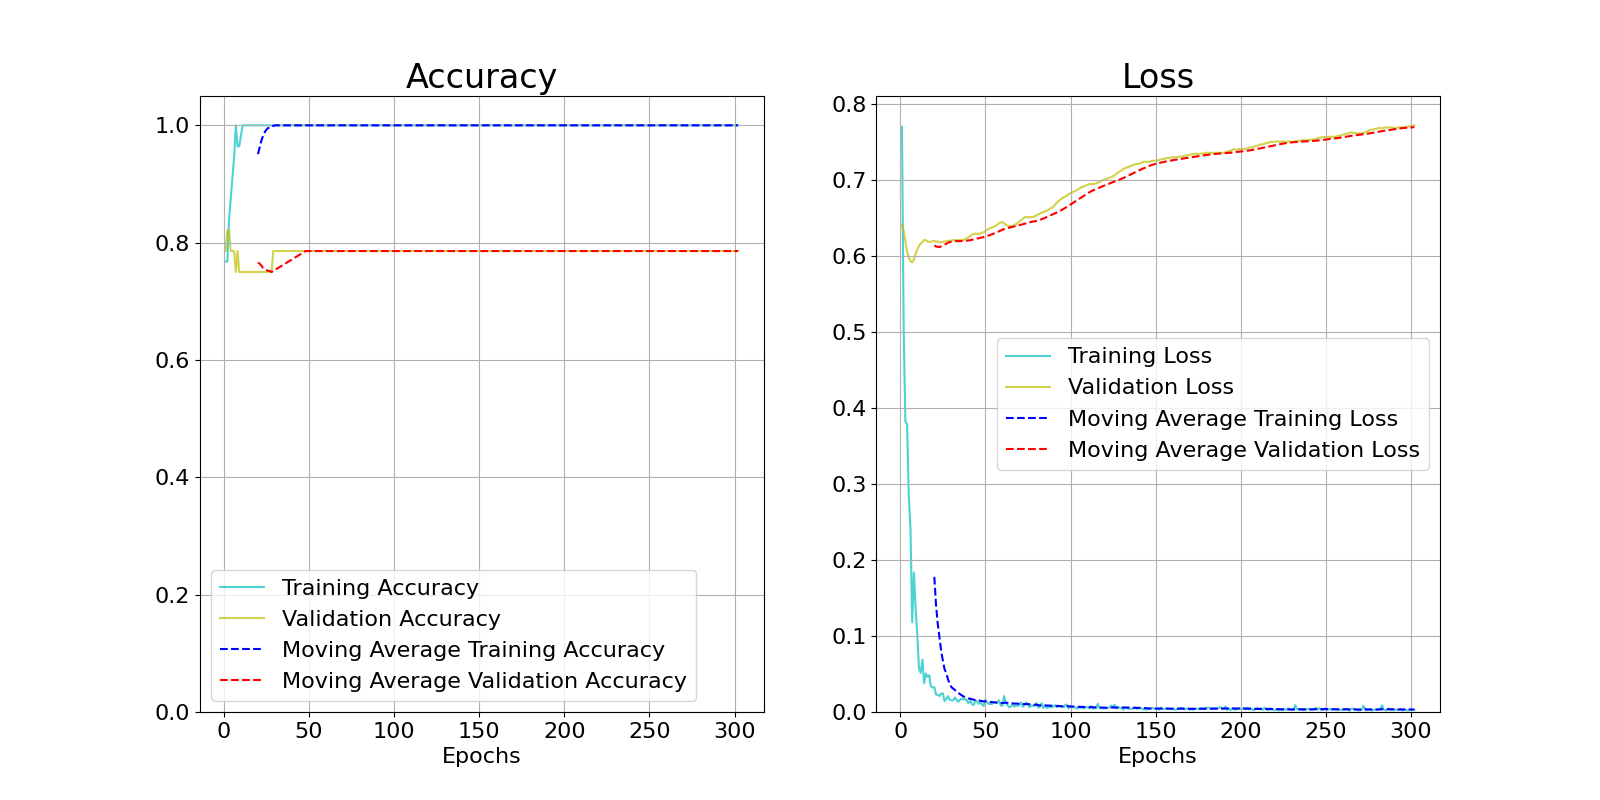 Accuracy
1.0
0.8
0.6
0.4
0.2
0.0
0 50 100 150 200 250 300
Epochs
Training Accuracy
Validation Accuracy
Moving Average Training Accuracy
Moving Average Validation Accuracy
Loss
0.8
0.7
0.6
0.5
0.4
0.3
0.2
0.1
0.0
0 50 100 150 200 250 300
Epochs
Training Loss
Validation Loss
Moving Average Training Loss
Moving Average Validation Loss